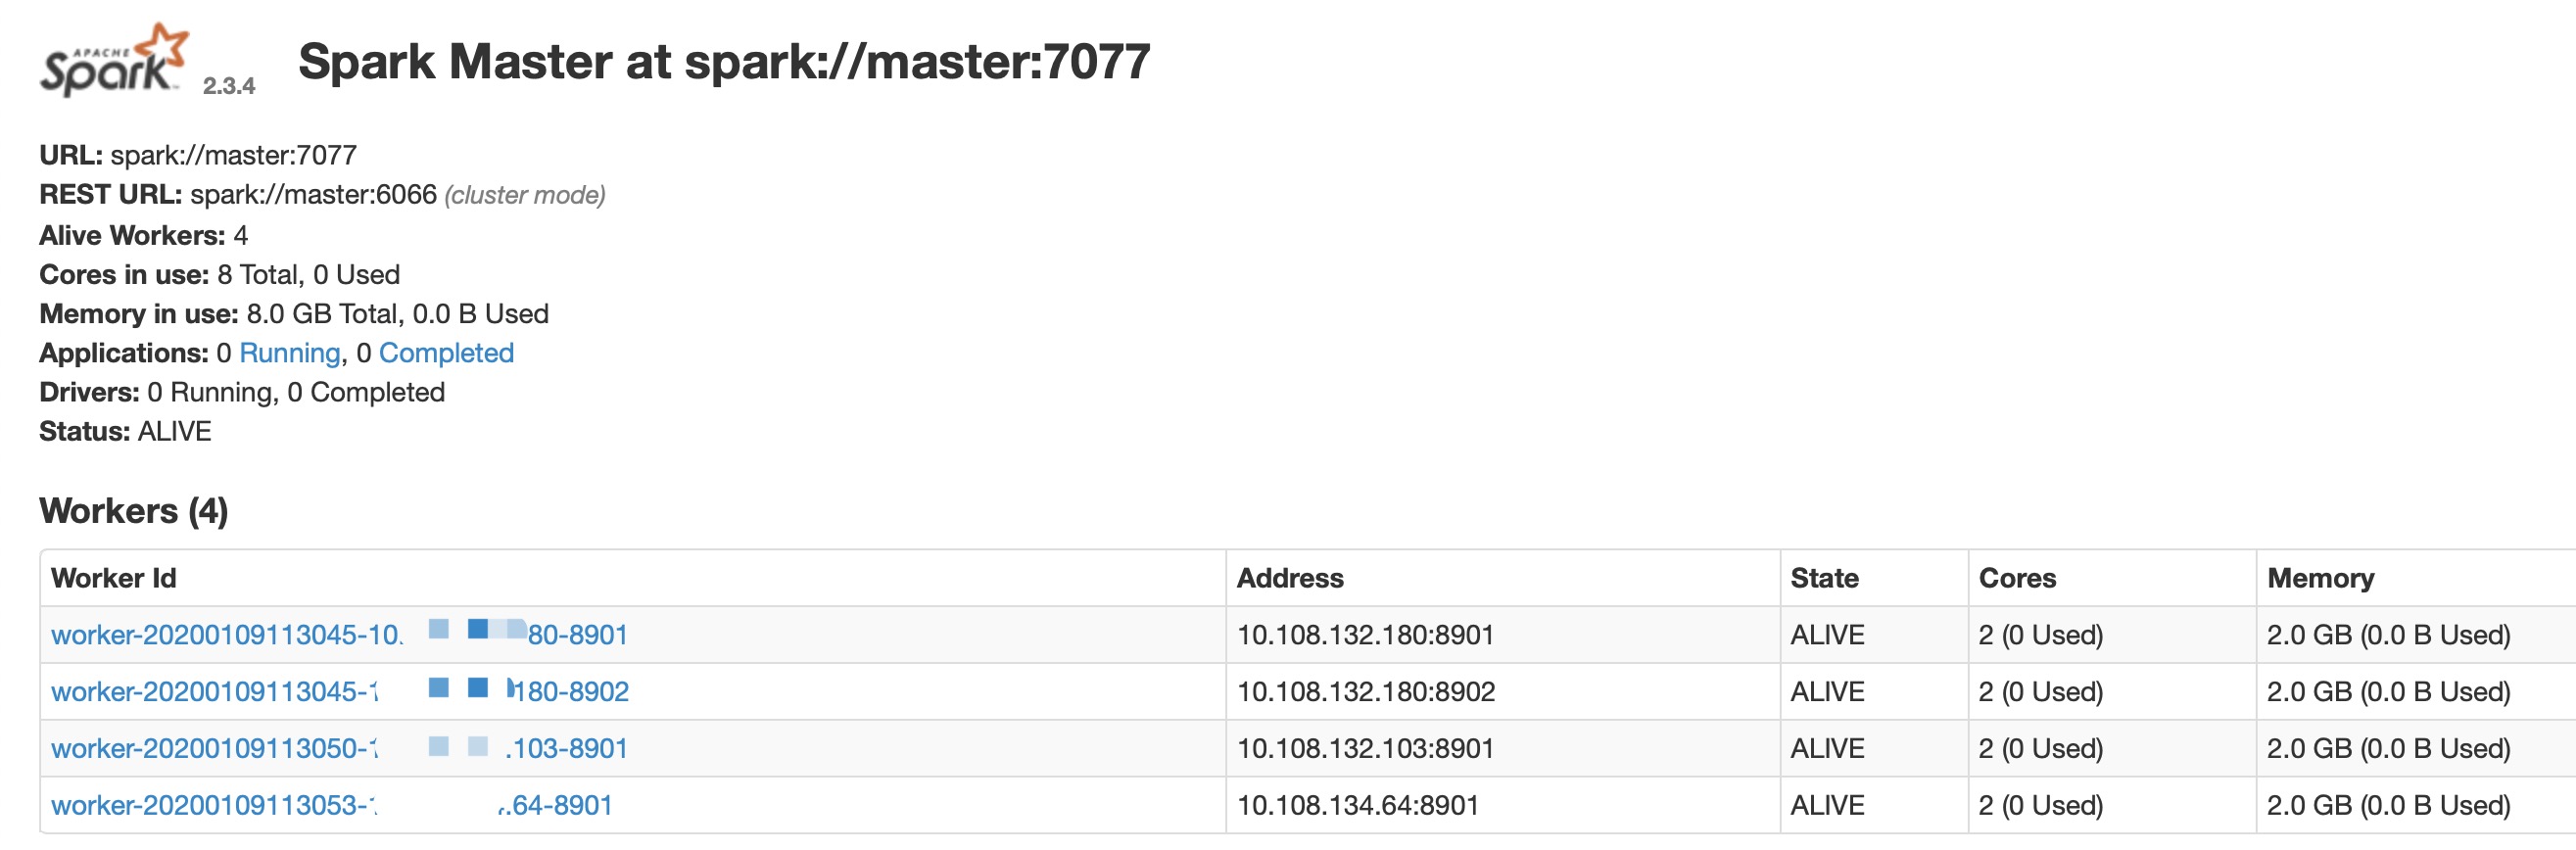 APACHE Spark 2.3.4 Spark Master at spark://master:7077
URL: spark://master:7077
REST URL: spark://master:6066 (cluster mode)
Alive Workers: 4
Cores in use: 8 Total, 0 Used
Memory in use: 8.0 GB Total, 0.0 B Used
Applications: 0 Running, 0 Completed
Drivers: 0 Running, 0 Completed
Status: ALIVE
Workers (4)
Worker Id Address State Cores Memory
worker-20200109113045-10. 80-8901 10.108.132.180:8901 ALIVE 2 (0 Used) 2.0 GB (0.0 B Used)
worker-20200109113045- 180-8902 10.108.132.180:8902 ALIVE 2 (0 Used) 2.0 GB (0.0 B Used)
worker-20200109113050- .103-8901 10.108.132.103:8901 ALIVE 2 (0 Used) 2.0 GB (0.0 B Used)
worker-20200109113053- .64-8901 10.108.134.64:8901 ALIVE 2 (0 Used) 2.0 GB (0.0 B Used)